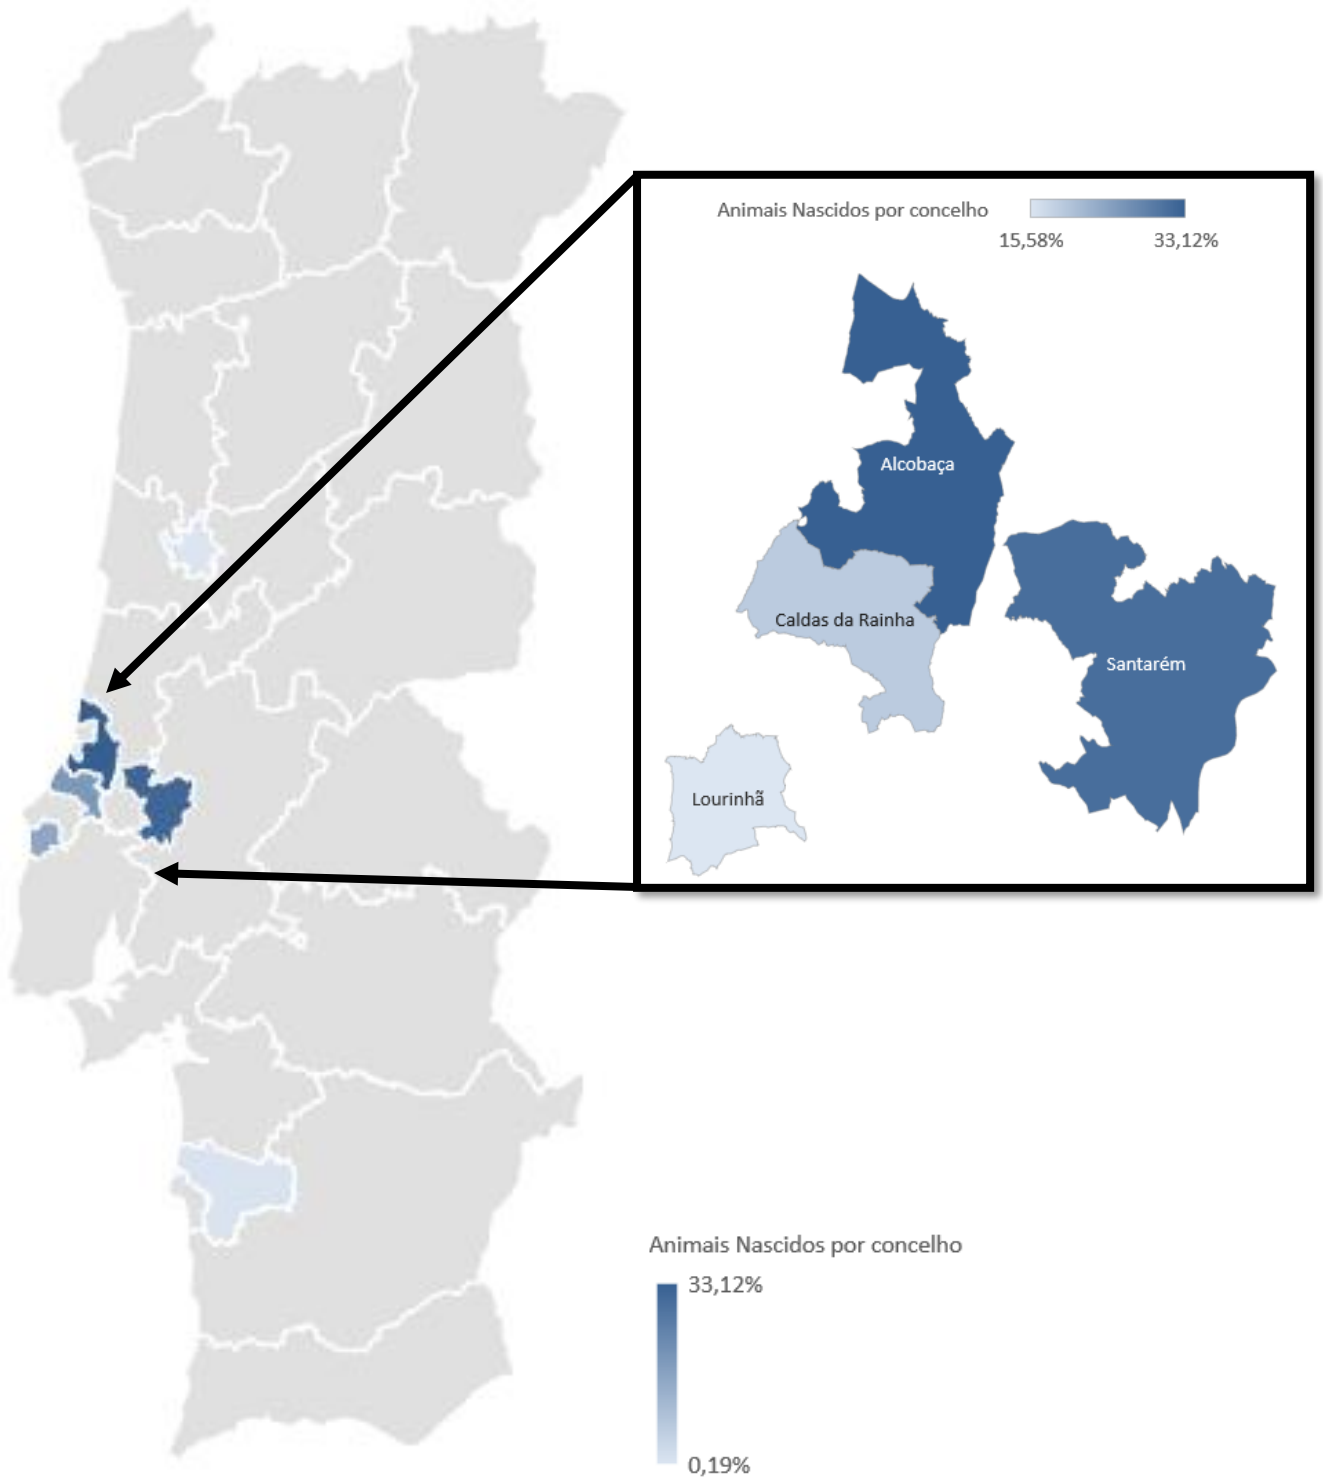 Animais Nascidos por concelho
15,58%
33,12%
Alcobaça
Caldas da Rainha
Santarém
Lourinhã
Animais Nascidos por concelho
33,12%
0,19%